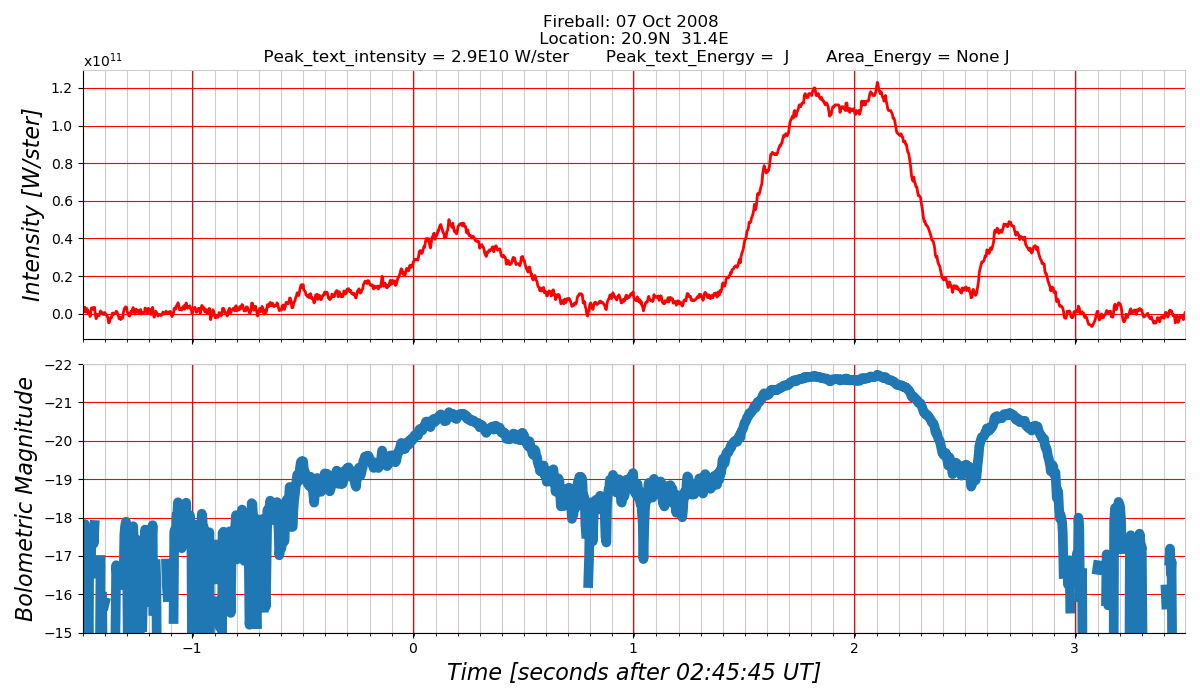 Fireball: 07 Oct 2008
Location: 20.9N  31.4E
Peak_text_intensity = 2.9E10 W/ster       Peak_text_Energy =  J       Area_Energy = None J
x10¹¹
1.2
1.0
0.8
0.6
0.4
0.2
0.0
Intensity [W/ster]
−22
−21
−20
−19
−18
−17
−16
−15
Bolometric Magnitude
−1 0 1 2 3
Time [seconds after 02:45:45 UT]